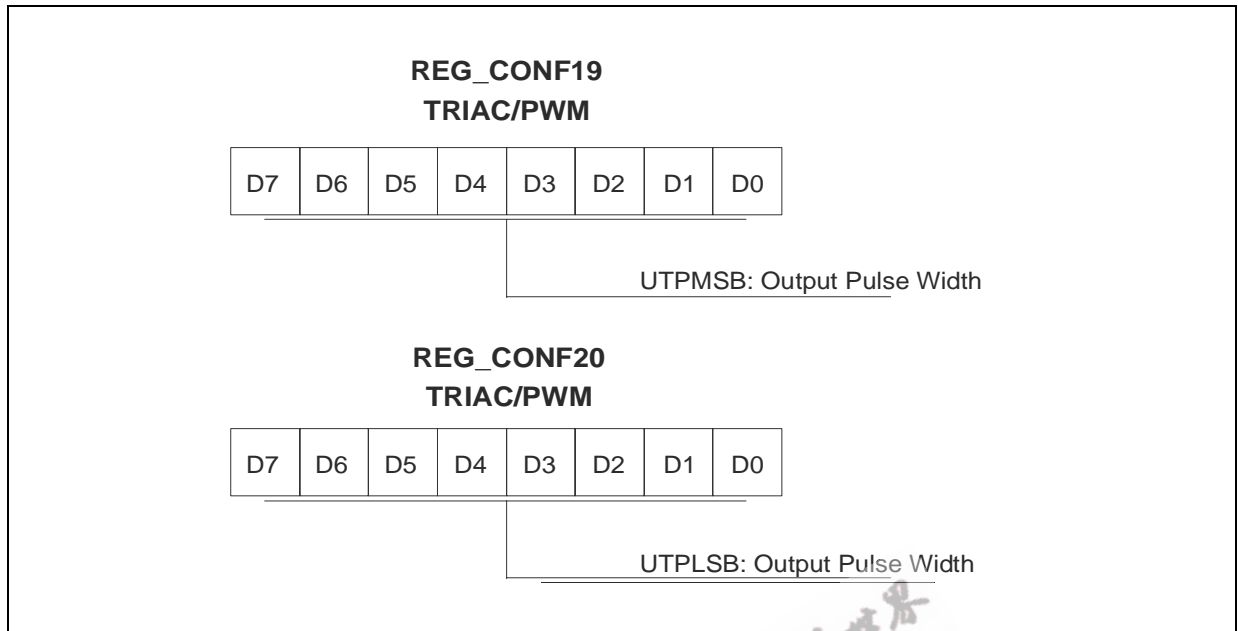 REG_CONF19
TRIAC/PWM
D7 D6 D5 D4 D3 D2 D1 D0
UTPMSB: Output Pulse Width
REG_CONF20
TRIAC/PWM
D7 D6 D5 D4 D3 D2 D1 D0
UTPLSB: Output Pulse Width